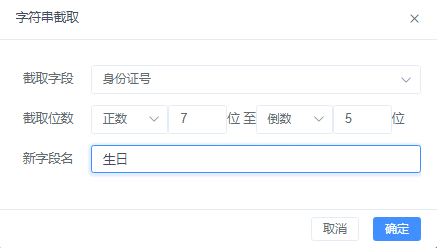 字符串截取
截取字段 身份证号
截取位数 正数 7 位 至 倒数 5 位
新字段名 生日
取消 确定